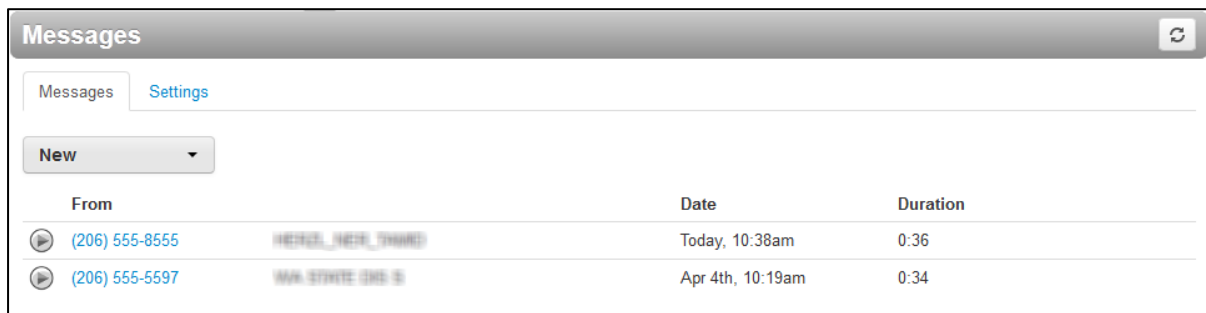 Messages
Messages Settings
New
From Date Duration
(206) 555-8555 Today, 10:38am 0:36
(206) 555-5597 Apr 4th, 10:19am 0:34